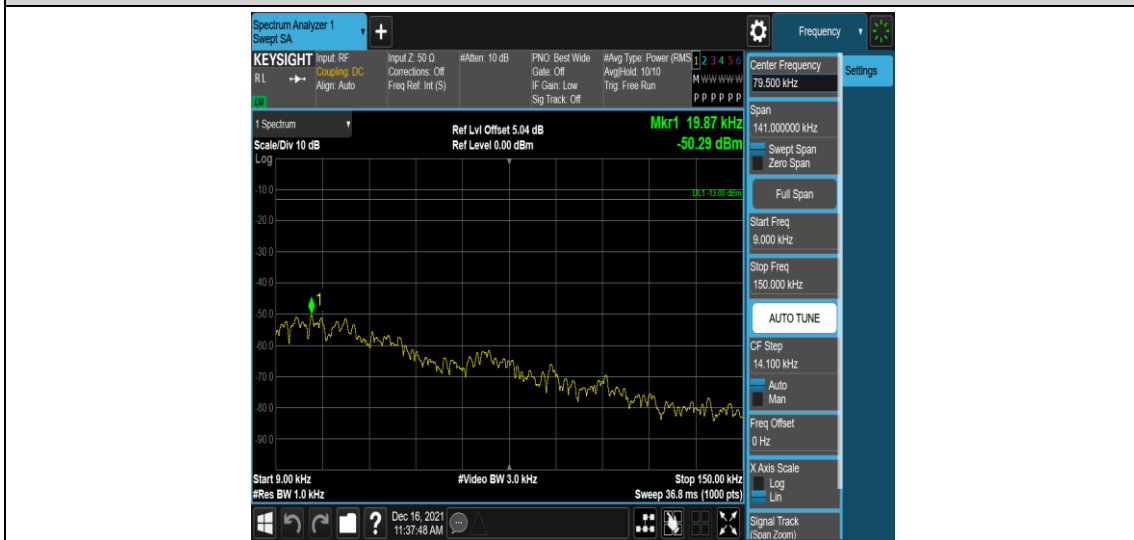 Spectrum Analyzer 1
Swept SA
+
Frequency
KEYSIGHT
RL
LXI
Input: RF
Coupling: DC
Align: Auto
Input Z: 50 Ω
Corrections: Off
Freq Ref: Int (S)
#Atten: 10 dB
PNO: Best Wide
Gate: Off
IF Gain: Low
Sig Track: Off
#Avg Type: Power (RMS
Avg|Hold: 10/10
Trig: Free Run
1 2 3 4 5 6
M W W W W W
P P P P P P
1 Spectrum
Scale/Div 10 dB
Ref Lvl Offset 5.04 dB
Ref Level 0.00 dBm
Mkr1 19.87 kHz
-50.29 dBm
Log
DL1 -13.00 dBm
-10.0
-20.0
-30.0
-40.0
-50.0
-60.0
-70.0
-80.0
-90.0
1
Start 9.00 kHz
#Res BW 1.0 kHz
#Video BW 3.0 kHz
Stop 150.00 kHz
Sweep 36.8 ms (1000 pts)
Center Frequency
79.500 kHz
Settings
Span
141.000000 kHz
Swept Span
Zero Span
Full Span
Start Freq
9.000 kHz
Stop Freq
150.000 kHz
AUTO TUNE
CF Step
14.100 kHz
Auto
Man
Freq Offset
0 Hz
X Axis Scale
Log
Lin
Signal Track
(Span Zoom)
?
Dec 16, 2021
11:37:48 AM